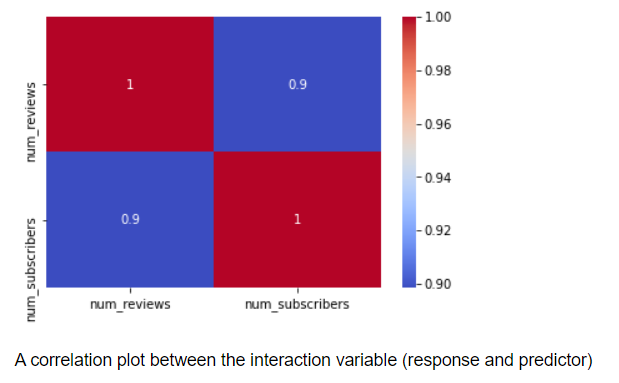 1.00
num_reviews
1
0.9
0.98
0.96
0.94
num_subscribers
0.9
1
0.92
0.90
num_reviews num_subscribers
A correlation plot between the interaction variable (response and predictor)